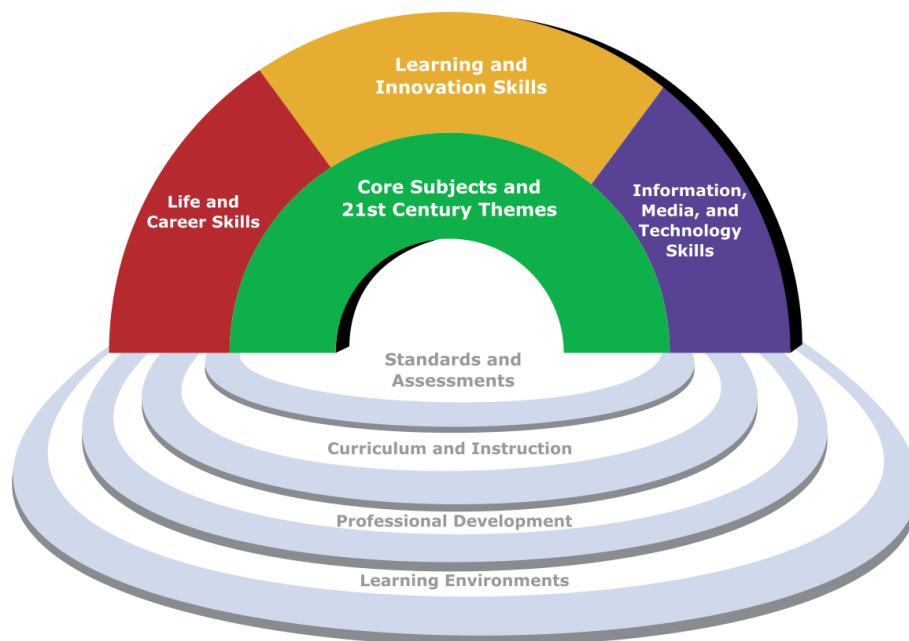 Learning and
Innovation Skills
Core Subjects and
21st Century Themes
Life and
Career Skills
Information,
Media, and
Technology
Skills
Standards and
Assessments
Curriculum and Instruction
Professional Development
Learning Environments